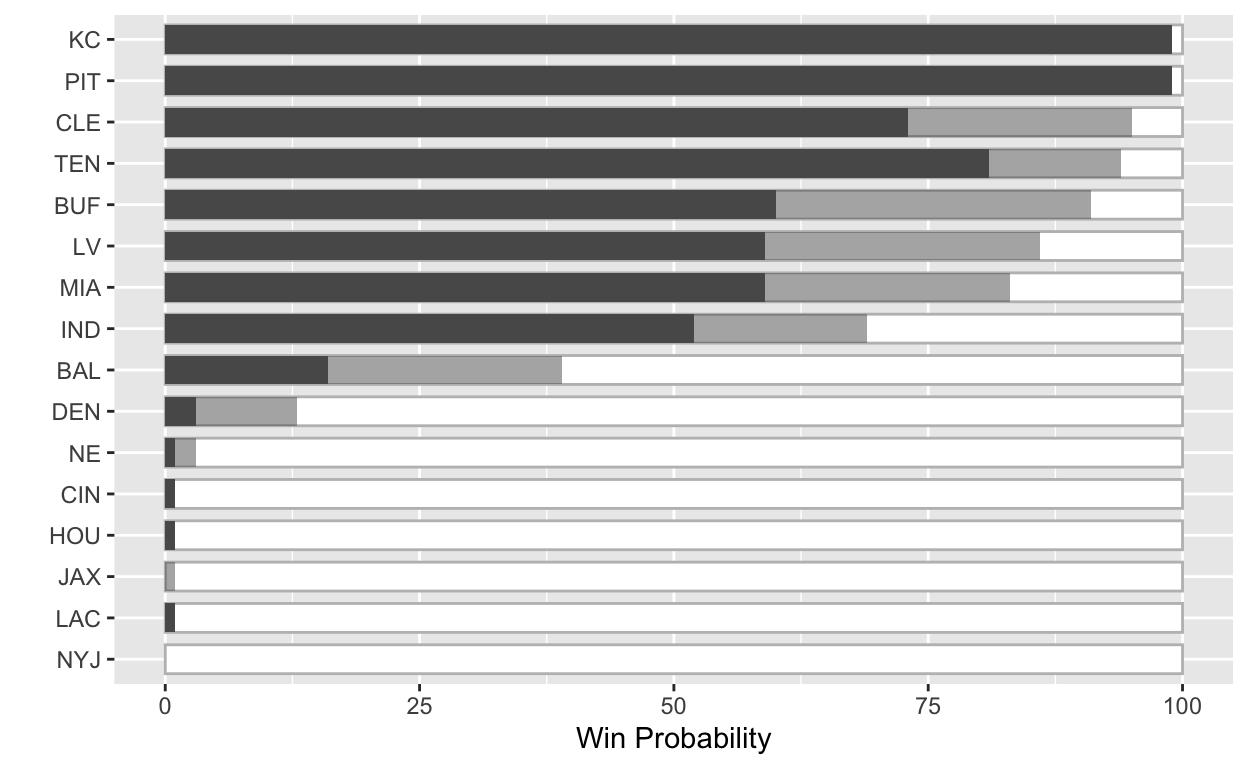 KC
PIT
CLE
TEN
BUF
LV
MIA
IND
BAL
DEN
NE
CIN
HOU
JAX
LAC
NYJ
0 25 50 75 100
Win Probability